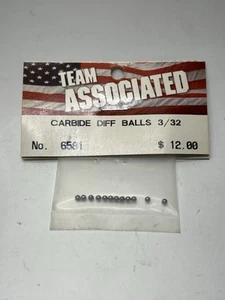 TEAM
ASSOCIATED
CARBIDE DIFF BALLS 3/32
No. 6581 $ 12.00